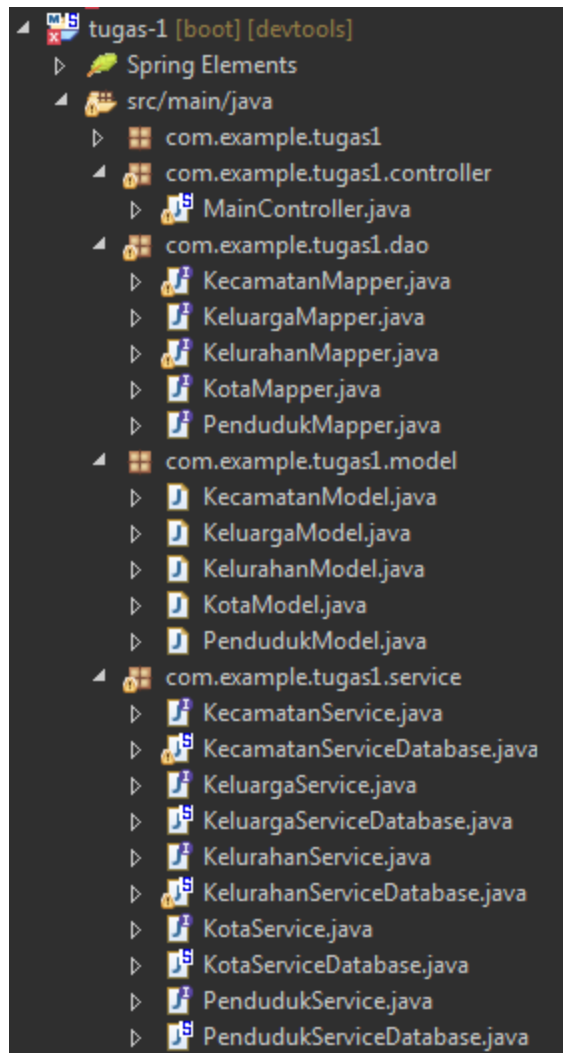 tugas-1 [boot] [devtools]
Spring Elements
src/main/java
com.example.tugas1
com.example.tugas1.controller
MainController.java
com.example.tugas1.dao
KecamatanMapper.java
KeluargaMapper.java
KelurahanMapper.java
KotaMapper.java
PendudukMapper.java
com.example.tugas1.model
KecamatanModel.java
KeluargaModel.java
KelurahanModel.java
KotaModel.java
PendudukModel.java
com.example.tugas1.service
KecamatanService.java
KecamatanServiceDatabase.java
KeluargaService.java
KeluargaServiceDatabase.java
KelurahanService.java
KelurahanServiceDatabase.java
KotaService.java
KotaServiceDatabase.java
PendudukService.java
PendudukServiceDatabase.java